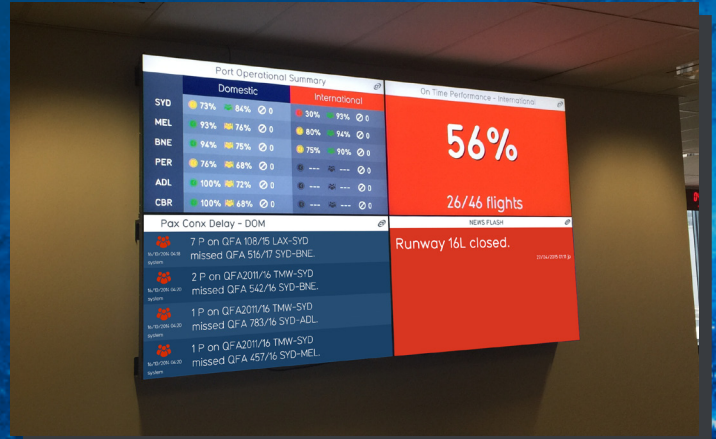 Port Operational Summary
Domestic
International
SYD 73% 84% 0 30% 93% 0
MEL 93% 76% 0 80% 94% 0
BNE 94% 75% 0 75% 90% 0
PER 76% 68% 0 --- --- 0
ADL 100% 72% 0 --- --- 0
CBR 100% 68% 0 --- --- 0
On Time Performance - International
56%
26/46 flights
Pax Conx Delay - DOM
7 P on QFA 108/15 LAX-SYD
missed QFA 516/17 SYD-BNE.
system
2 P on QFA2011/16 TMW-SYD
missed QFA 542/16 SYD-BNE.
system
1 P on QFA2011/16 TMW-SYD
missed QFA 783/16 SYD-ADL.
system
1 P on QFA2011/16 TMW-SYD
missed QFA 457/16 SYD-MEL.
system
NEWS FLASH
Runway 16L closed.